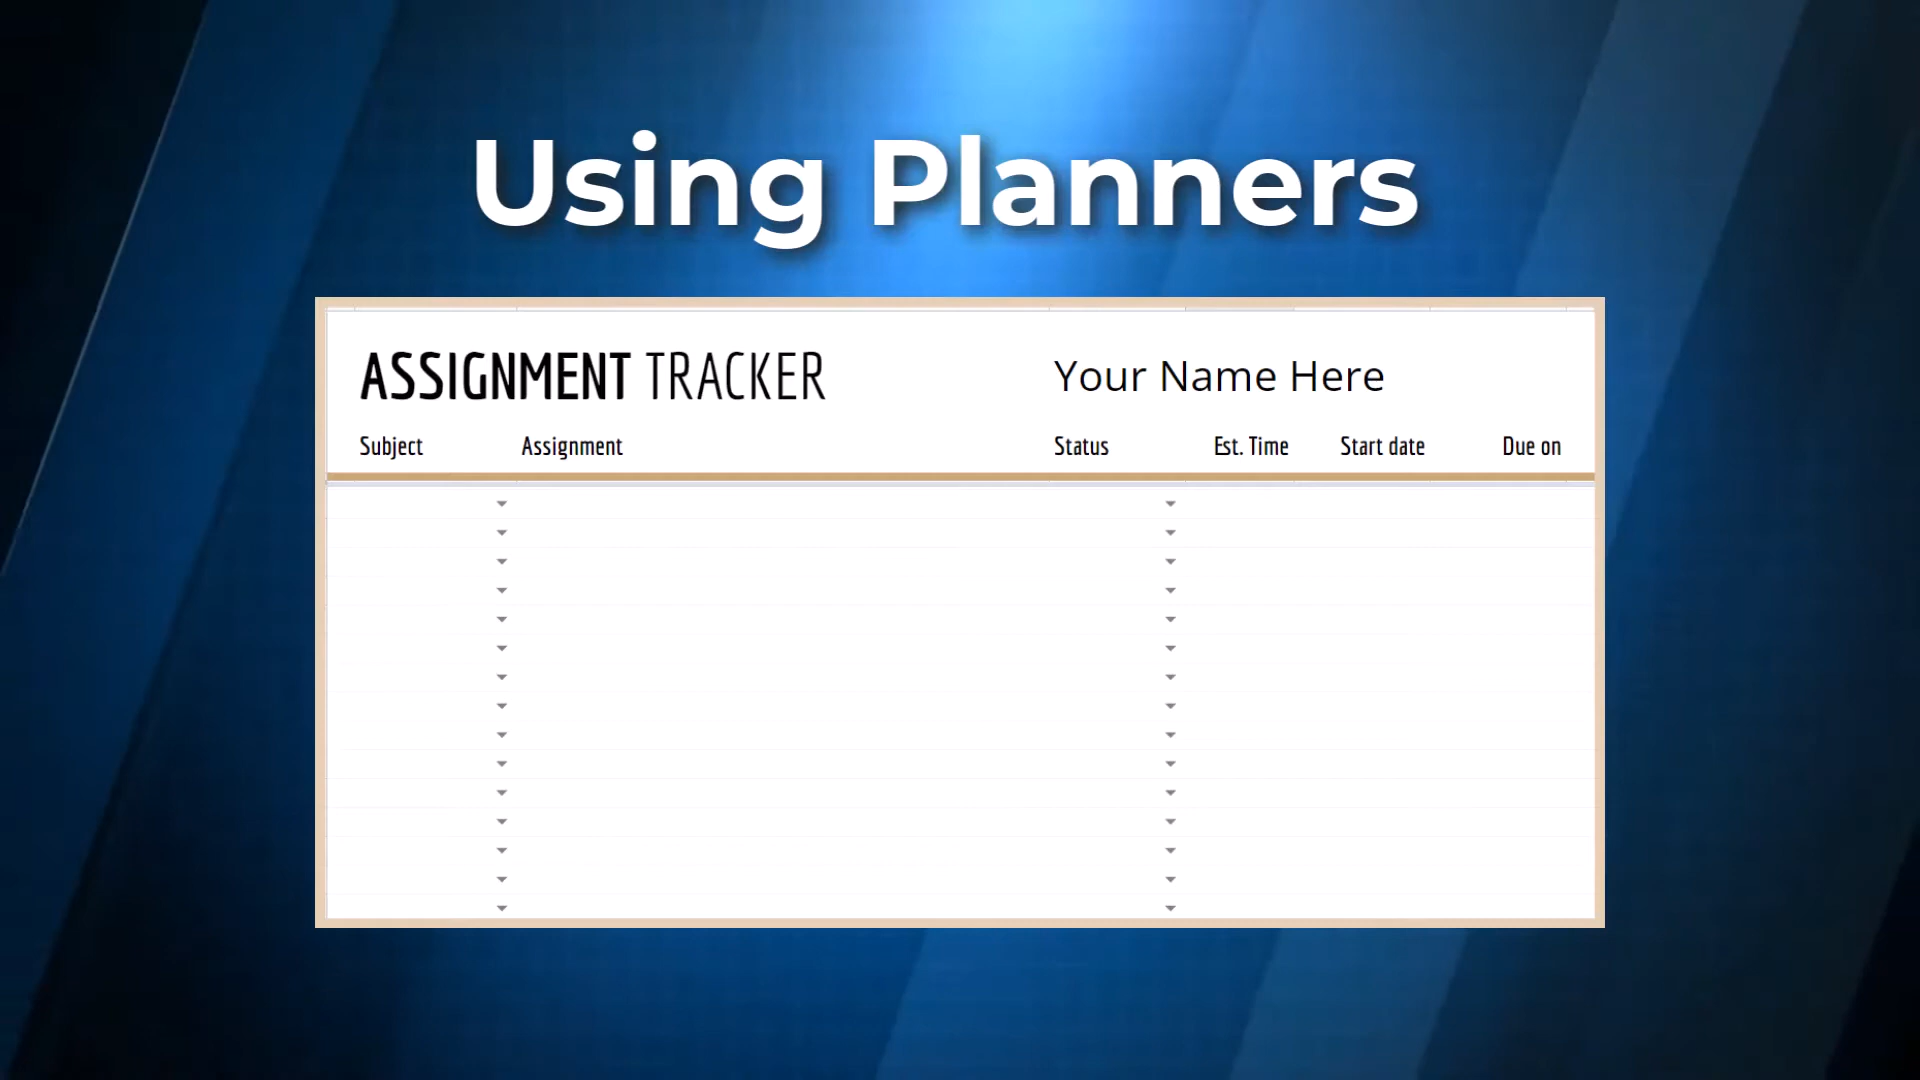 Using Planners
ASSIGNMENT TRACKER Your Name Here
Subject Assignment Status Est. Time Start date Due on